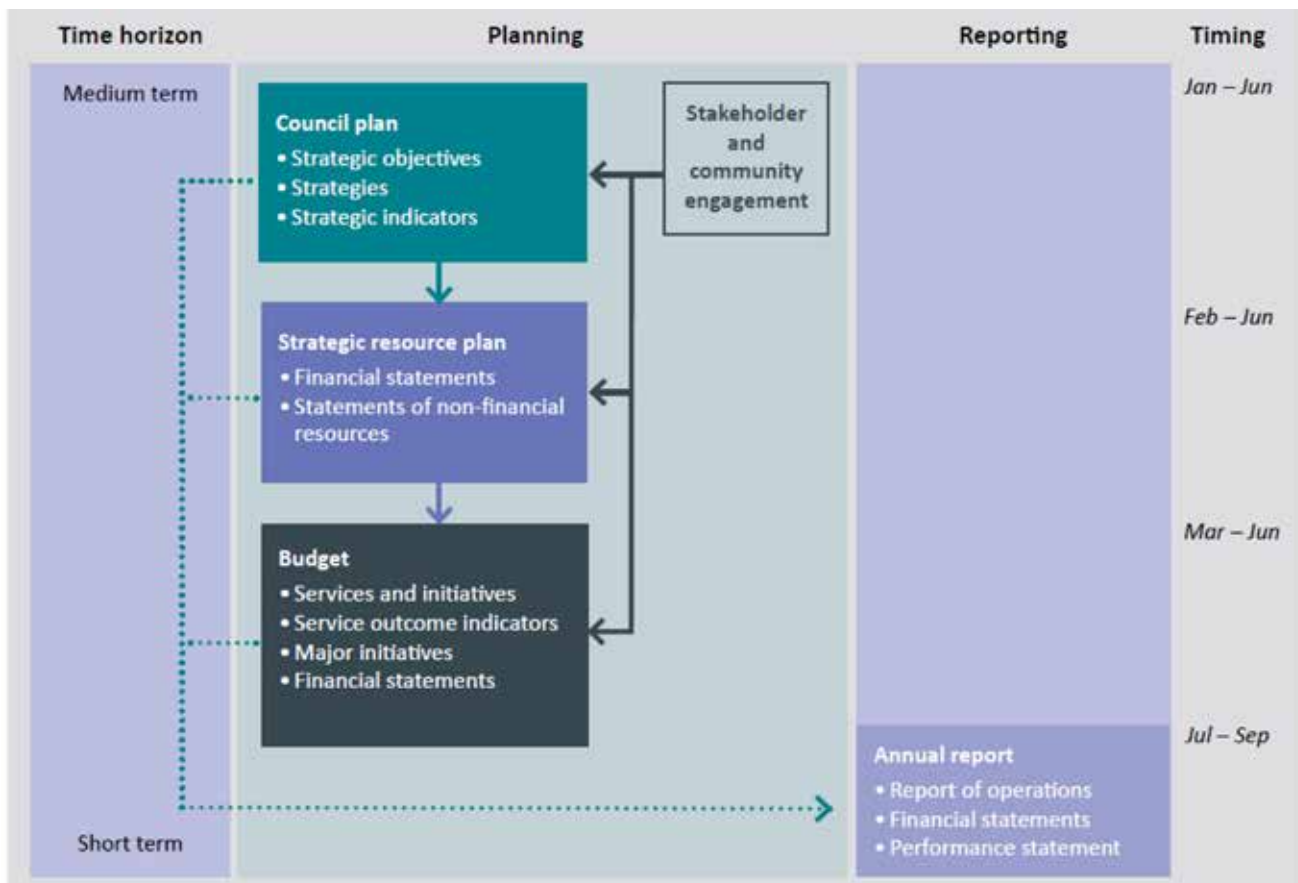 Time horizon
Planning
Reporting
Timing
Medium term
Jan – Jun
Council plan
• Strategic objectives
• Strategies
• Strategic indicators
Stakeholder
and
community
engagement
Feb – Jun
Strategic resource plan
• Financial statements
• Statements of non-financial
resources
Mar – Jun
Budget
• Services and initiatives
• Service outcome indicators
• Major initiatives
• Financial statements
Jul – Sep
Annual report
• Report of operations
• Financial statements
• Performance statement
Short term